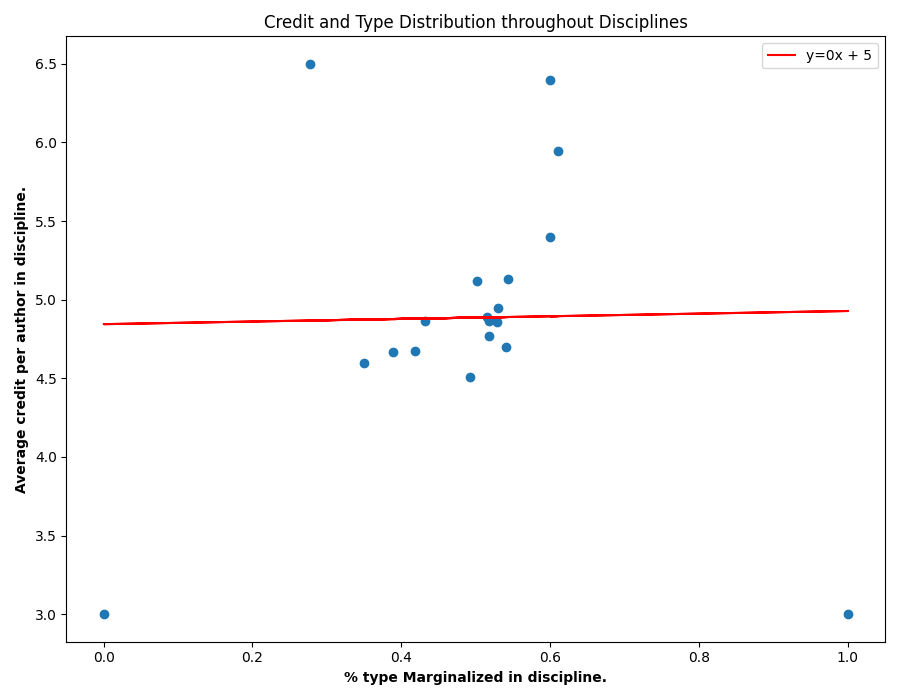 Credit and Type Distribution throughout Disciplines
y=0x + 5
Average credit per author in discipline.
6.5
6.0
5.5
5.0
4.5
4.0
3.5
3.0
0.0 0.2 0.4 0.6 0.8 1.0
% type Marginalized in discipline.